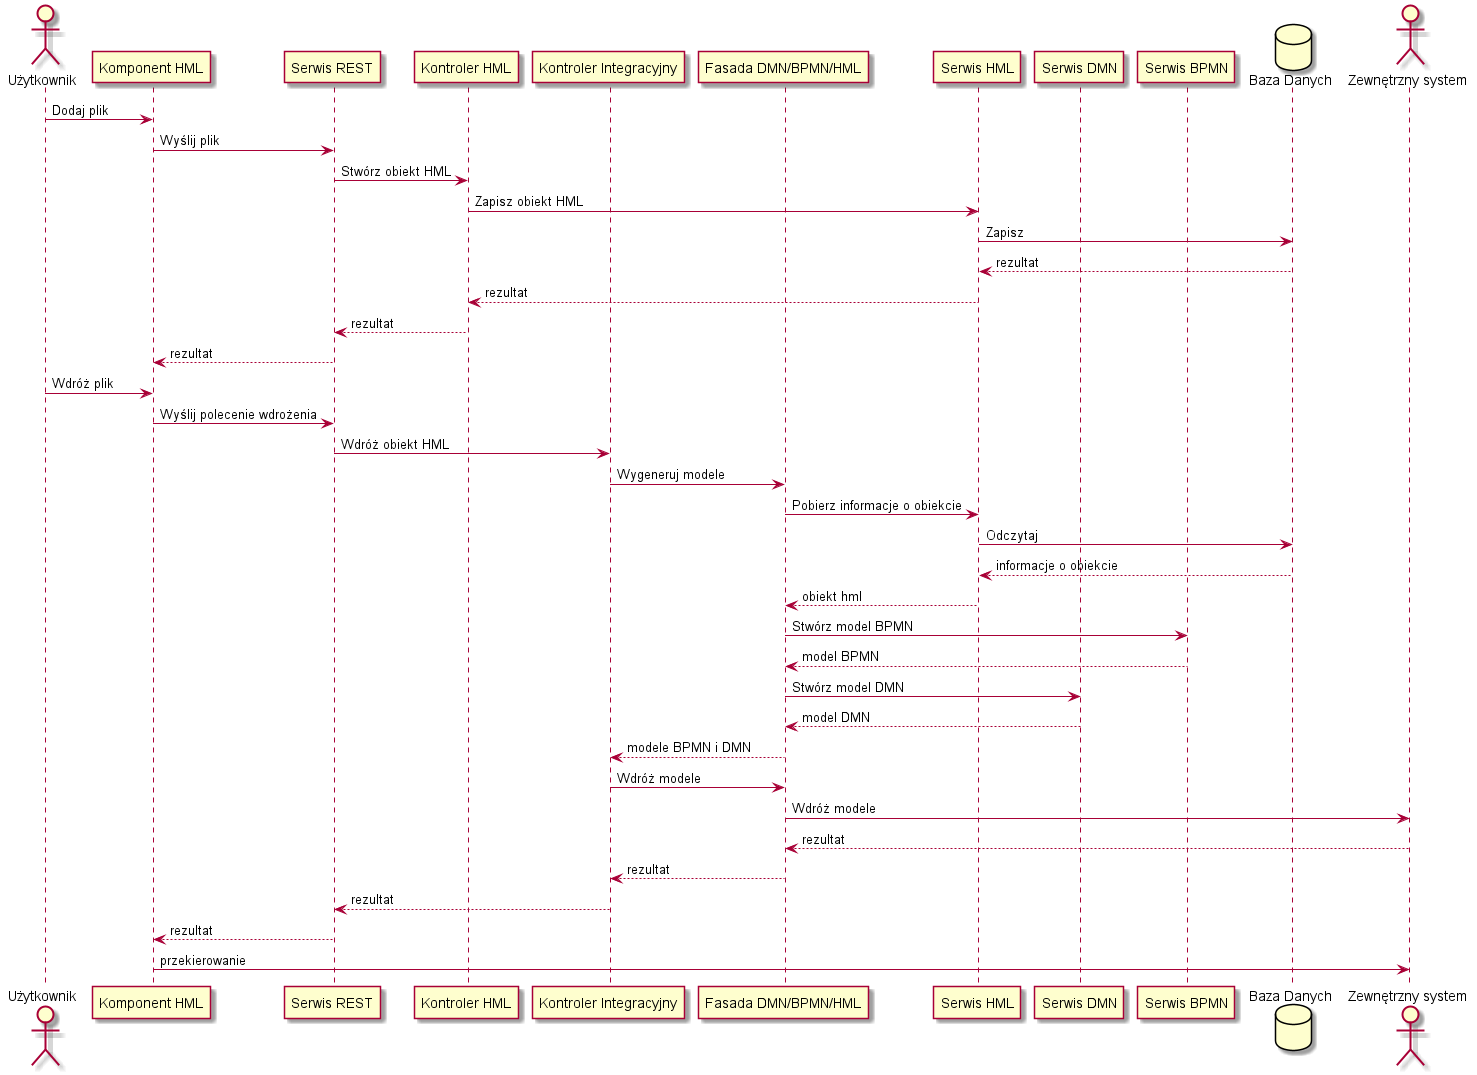 Użytkownik
Komponent HML
Serwis REST
Kontroler HML
Kontroler Integracyjny
Fasada DMN/BPMN/HML
Serwis HML
Serwis DMN
Serwis BPMN
Baza Danych
Zewnętrzny system
Dodaj plik
Wyślij plik
Stwórz obiekt HML
Zapisz obiekt HML
Zapisz
rezultat
rezultat
rezultat
rezultat
Wdróż plik
Wyślij polecenie wdrożenia
Wdróż obiekt HML
Wygeneruj modele
Pobierz informacje o obiekcie
Odczytaj
informacje o obiekcie
obiekt hml
Stwórz model BPMN
model BPMN
Stwórz model DMN
model DMN
modele BPMN i DMN
Wdróż modele
Wdróż modele
rezultat
rezultat
rezultat
rezultat
przekierowanie
Użytkownik
Komponent HML
Serwis REST
Kontroler HML
Kontroler Integracyjny
Fasada DMN/BPMN/HML
Serwis HML
Serwis DMN
Serwis BPMN
Baza Danych
Zewnętrzny system